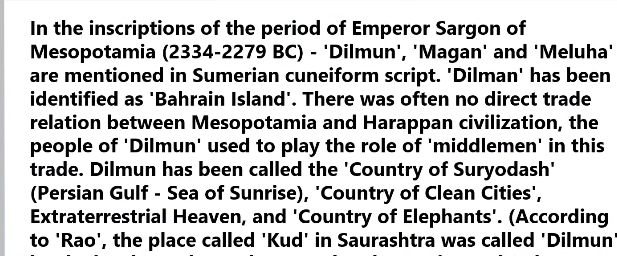 In the inscriptions of the period of Emperor Sargon of
Mesopotamia (2334-2279 BC) - 'Dilmun', 'Magan' and 'Meluha'
are mentioned in Sumerian cuneiform script. 'Dilman' has been
identified as 'Bahrain Island'. There was often no direct trade
relation between Mesopotamia and Harappan civilization, the
people of 'Dilmun' used to play the role of 'middlemen' in this
trade. Dilmun has been called the 'Country of Suryodash'
(Persian Gulf - Sea of Sunrise), 'Country of Clean Cities',
Extraterrestrial Heaven, and 'Country of Elephants'. (According
to 'Rao', the place called 'Kud' in Saurashtra was called 'Dilmun'